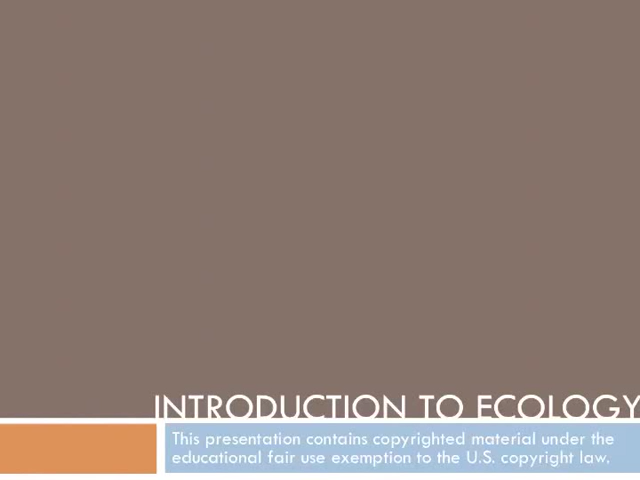 INTRODUCTION TO ECOLOGY
This presentation contains copyrighted material under the
educational fair use exemption to the U.S. copyright law.